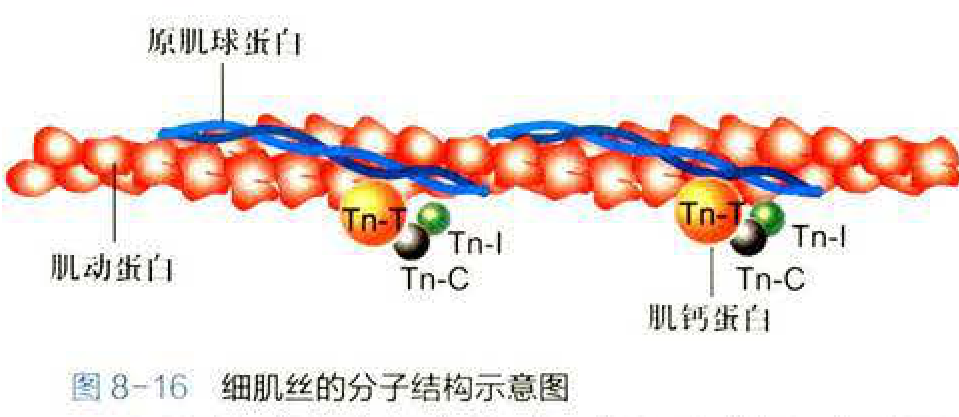 原肌球蛋白
Tn-T
Tn-I
Tn-C
Tn-T
Tn-I
Tn-C
肌动蛋白
肌钙蛋白
图 8-16 细肌丝的分子结构示意图